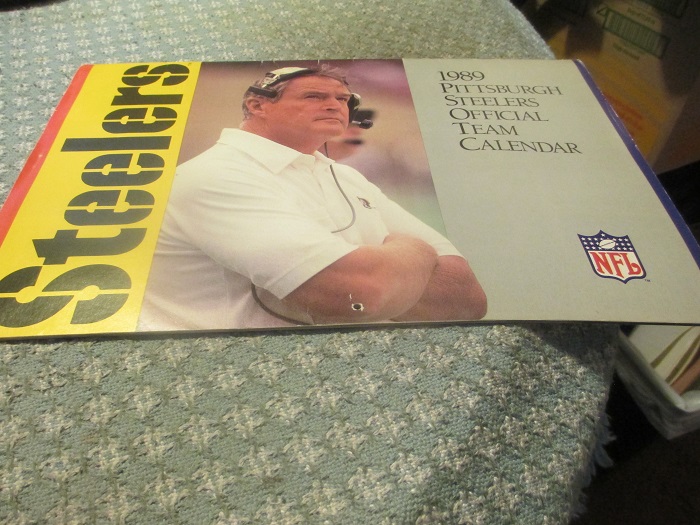 Steelers
1989
PITTSBURGH
STEELERS
OFFICIAL
TEAM
CALENDAR
NFL